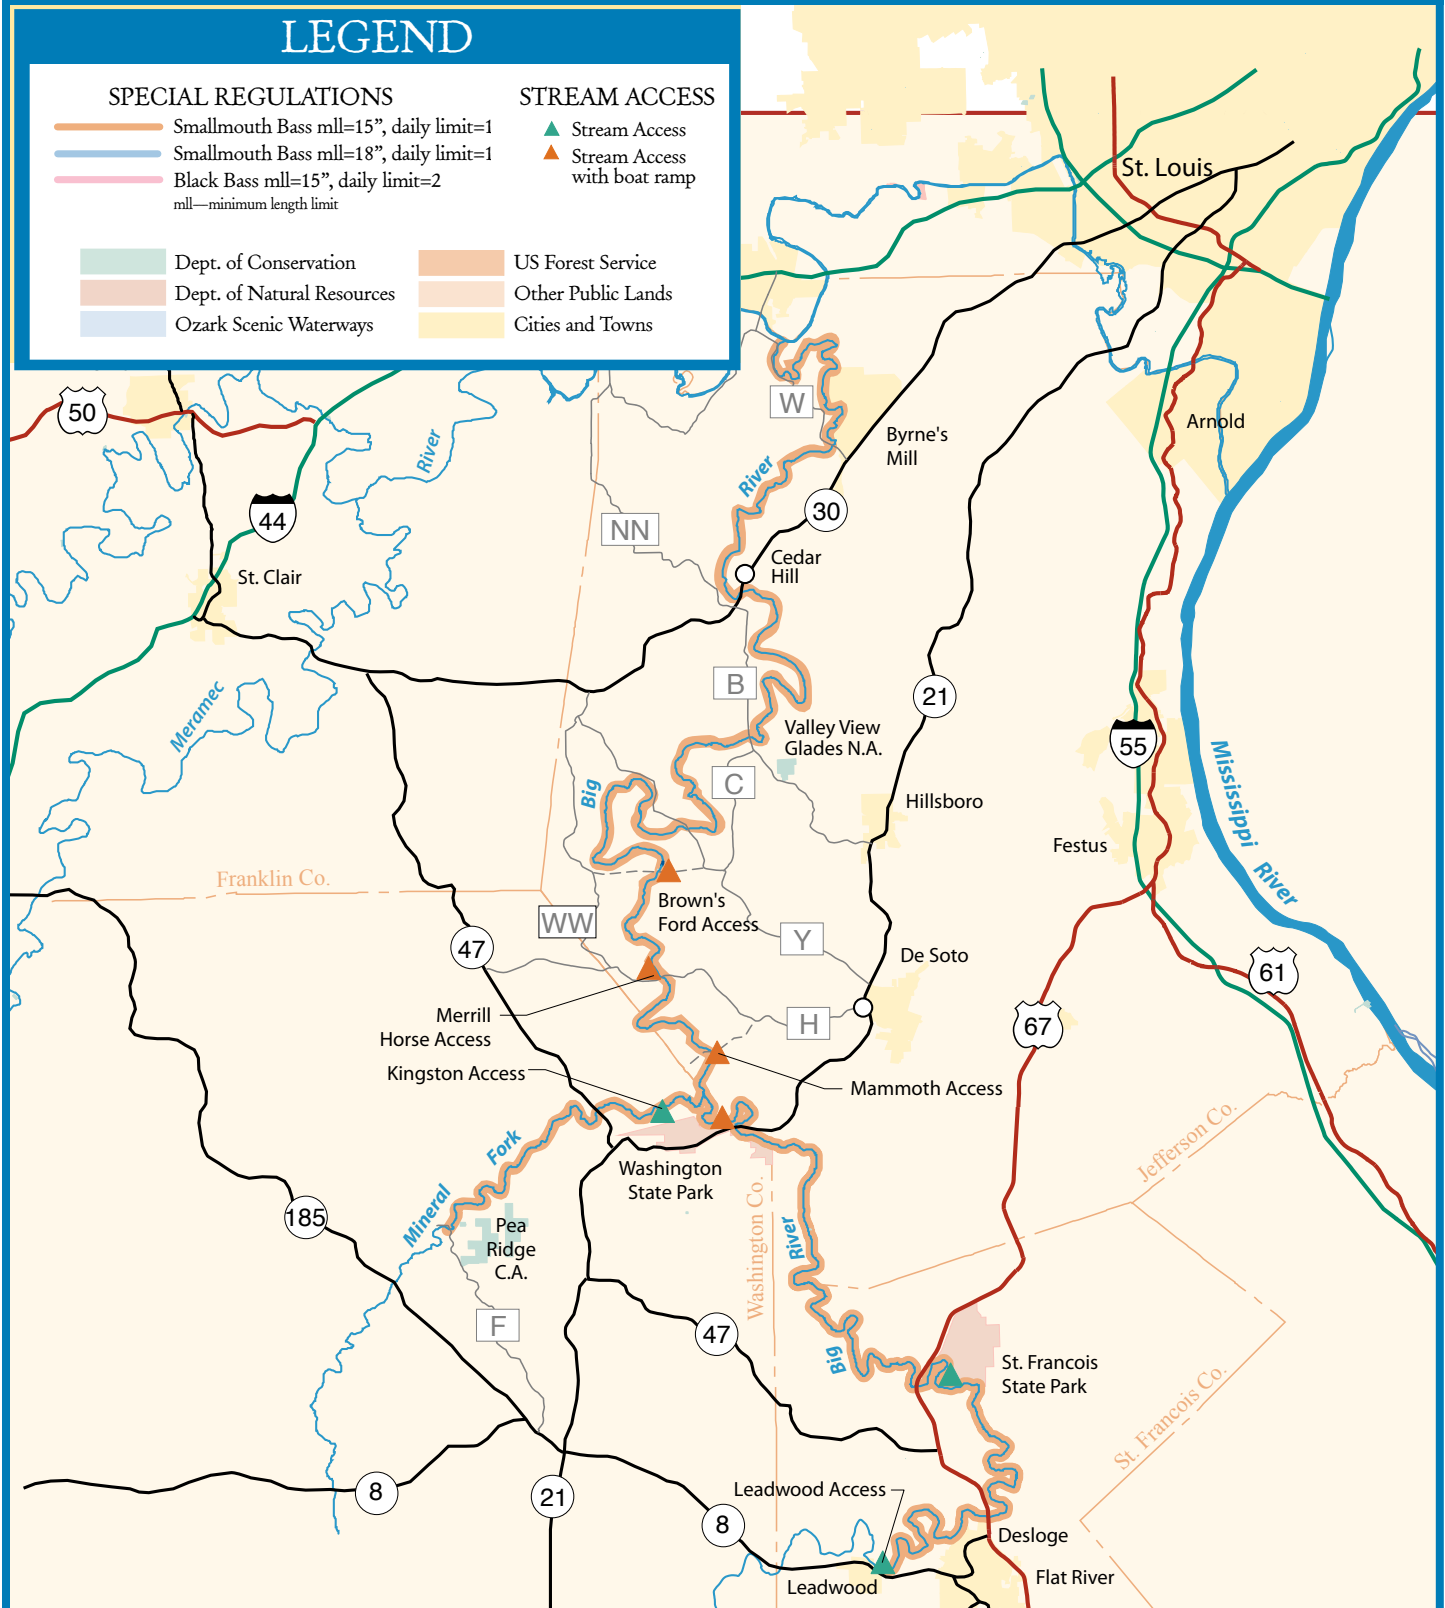 LEGEND
SPECIAL REGULATIONS
Smallmouth Bass mll=15”, daily limit=1
Smallmouth Bass mll=18”, daily limit=1
Black Bass mll=15”, daily limit=2
mll—minimum length limit
STREAM ACCESS
Stream Access
Stream Access
with boat ramp
Dept. of Conservation
Dept. of Natural Resources
Ozark Scenic Waterways
US Forest Service
Other Public Lands
Cities and Towns
St. Louis
50
W
Arnold
River
Byrne's
Mill
River
44
NN
30
Cedar
Hill
St. Clair
B
21
Meramec
Valley View
Glades N.A.
55
Mississippi
River
Big
C
Hillsboro
Festus
Franklin Co.
Brown's
Ford Access
WW
47
Y
De Soto
61
Merrill
Horse Access
H
67
Kingston Access
Mammoth Access
Jefferson Co.
Fork
Washington
State Park
Mineral
185
Pea
Ridge
C.A.
Washington Co.
River
F
47
Big
St. Francois
State Park
St. Francois Co.
8
21
8
Leadwood Access
Desloge
Leadwood
Flat River